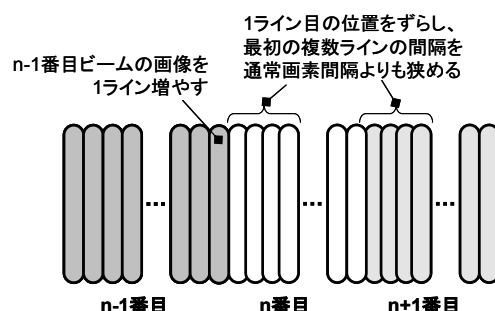 1ライン目の位置をずらし、
最初の複数ラインの間隔を
通常画素間隔よりも狭める
n-1番目ビームの画像を
1ライン増やす
... ... ...
n-1番目 n番目 n+1番目